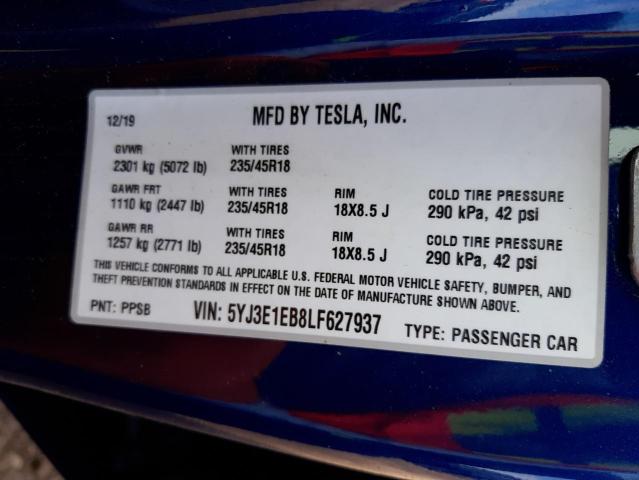 12/19 MFD BY TESLA, INC.
GVWR WITH TIRES
2301 kg (5072 lb) 235/45R18
GAWR FRT WITH TIRES RIM COLD TIRE PRESSURE
1110 kg (2447 lb) 235/45R18 18X8.5 J 290 kPa, 42 psi
GAWR RR WITH TIRES RIM COLD TIRE PRESSURE
1257 kg (2771 lb) 235/45R18 18X8.5 J 290 kPa, 42 psi
THIS VEHICLE CONFORMS TO ALL APPLICABLE U.S. FEDERAL MOTOR VEHICLE SAFETY, BUMPER, AND
THEFT PREVENTION STANDARDS IN EFFECT ON THE DATE OF MANUFACTURE SHOWN ABOVE.
PNT: PPSB VIN: 5YJ3E1EB8LF627937 TYPE: PASSENGER CAR